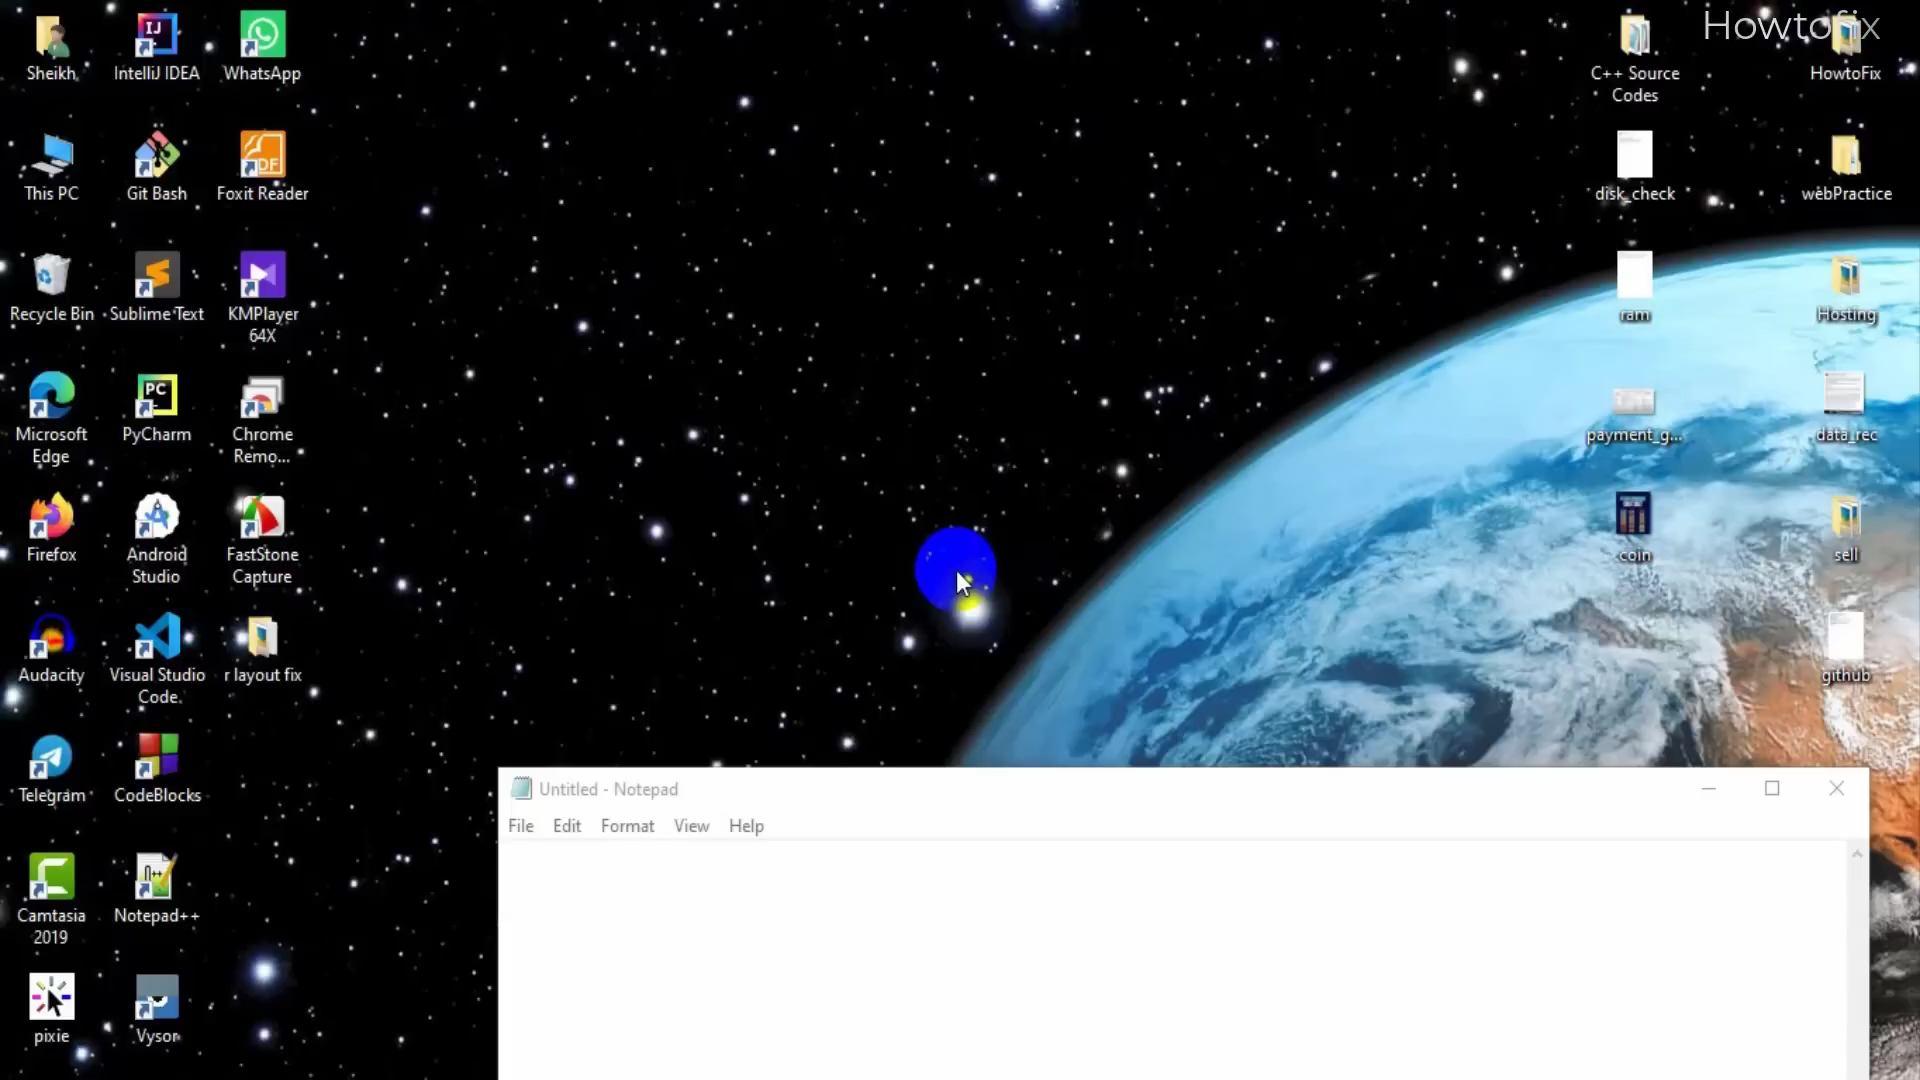 Howtofix
Sheikh
IntelliJ IDEA
WhatsApp
C++ Source
Codes
HowtoFix
This PC
Git Bash
Foxit Reader
disk_check
webPractice
Recycle Bin
Sublime Text
KMPlayer
64X
ram
Hosting
Microsoft
Edge
PyCharm
Chrome
Remo...
payment_g...
data_rec
Firefox
Android
Studio
FastStone
Capture
coin
sell
Audacity
Visual Studio
Code
r layout fix
github
Telegram
CodeBlocks
Untitled - Notepad
File Edit Format View Help
Camtasia
2019
Notepad++
pixie
Vysor